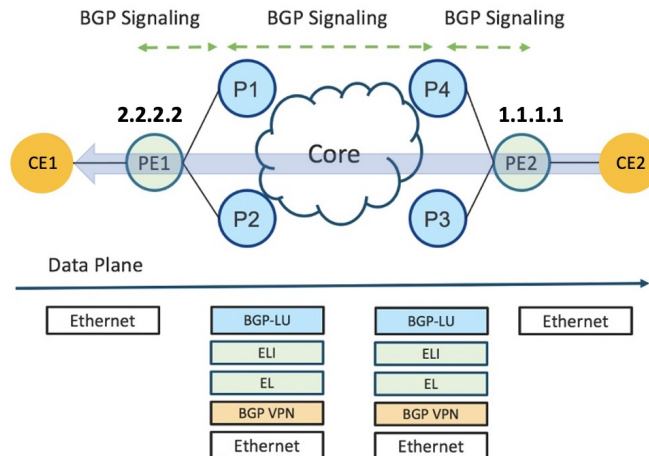 BGP Signaling
BGP Signaling
BGP Signaling
P1
P4
2.2.2.2
1.1.1.1
CE1
PE1
Core
PE2
CE2
P2
P3
Data Plane
Ethernet
BGP-LU
BGP-LU
Ethernet
ELI
ELI
EL
EL
BGP VPN
BGP VPN
Ethernet
Ethernet